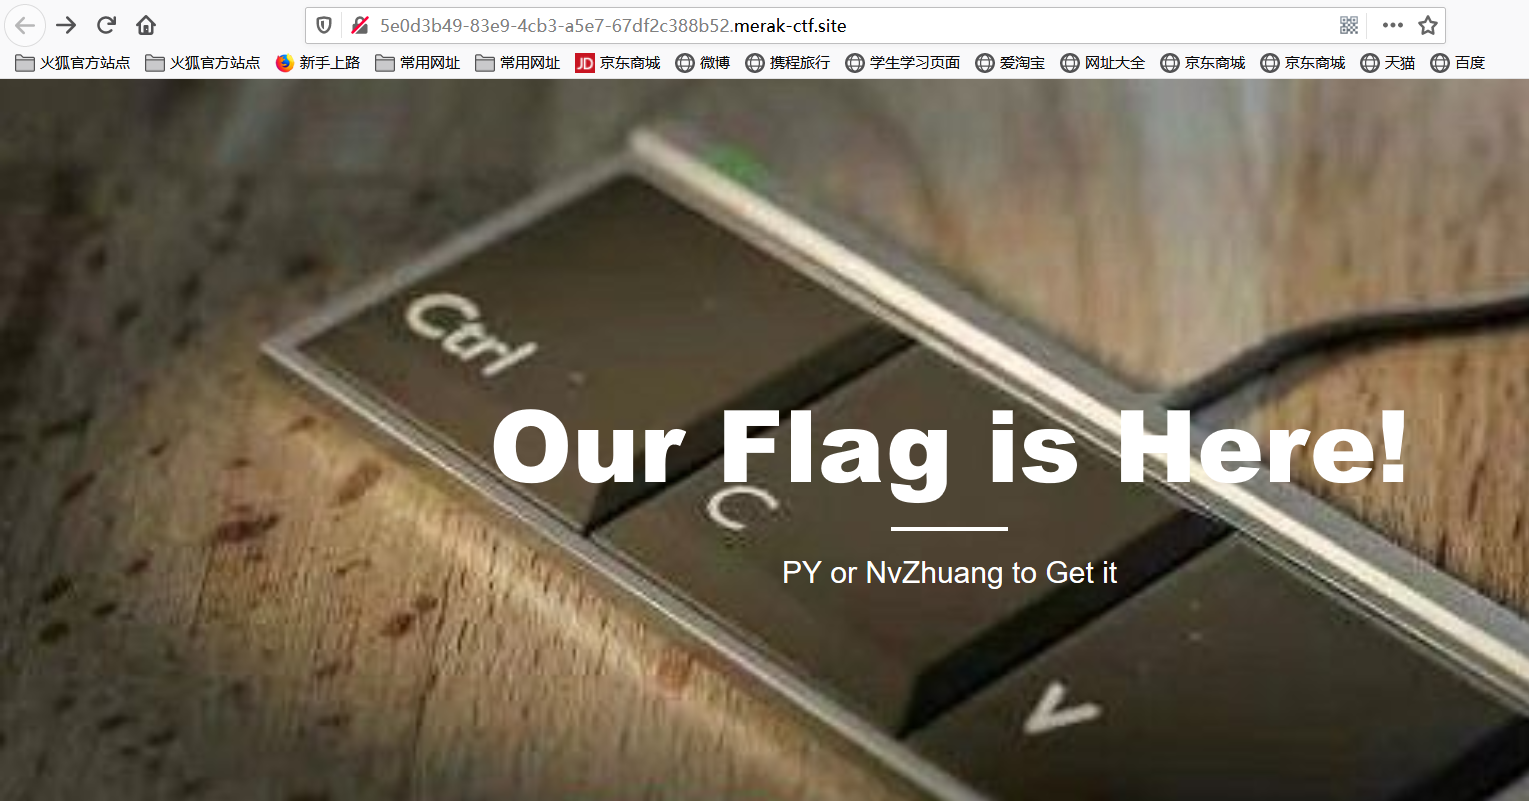 5e0d3b49-83e9-4cb3-a5e7-67df2c388b52.merak-ctf.site
火狐官方站点 火狐官方站点 新手上路 常用网址 常用网址 JD 京东商城 微博 携程旅行 学生学习页面 爱淘宝 网址大全 京东商城 京东商城 天猫 百度
Ctrl
Our Flag is Here!
C
PY or NvZhuang to Get it
V